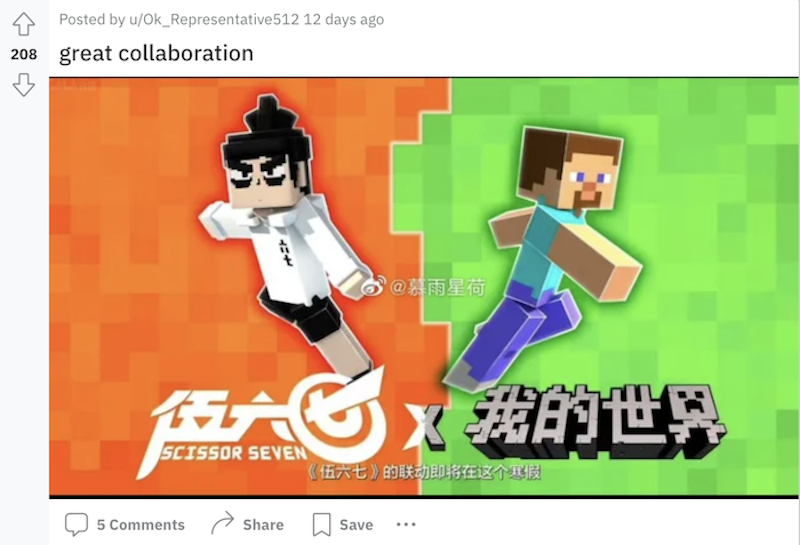 Posted by u/Ok_Representative512 12 days ago
208
great collaboration
@慕雨星荷
伍六七
SCISSOR SEVEN
X
我的世界
《伍六七》的联动即将在这个寒假
5 Comments
Share
Save